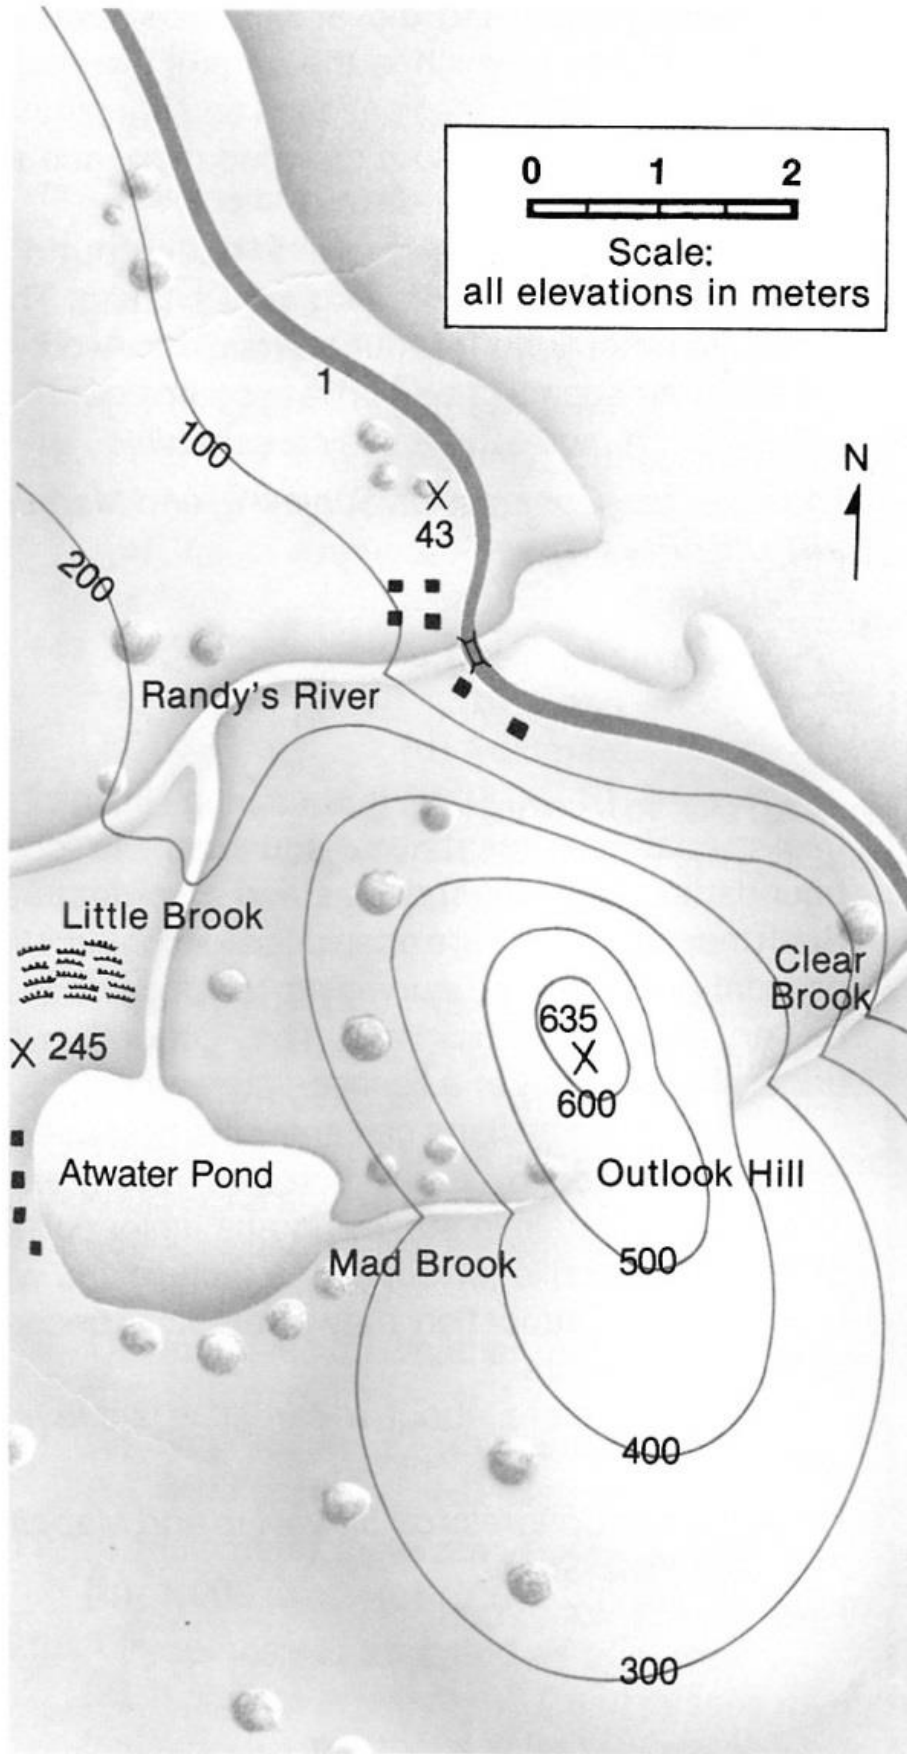 0 1 2
Scale:
all elevations in meters
1
100
N
X
43
200
Randy's River
Little Brook
Clear
Brook
635
X
X 245
600
Atwater Pond
Outlook Hill
Mad Brook
500
400
300